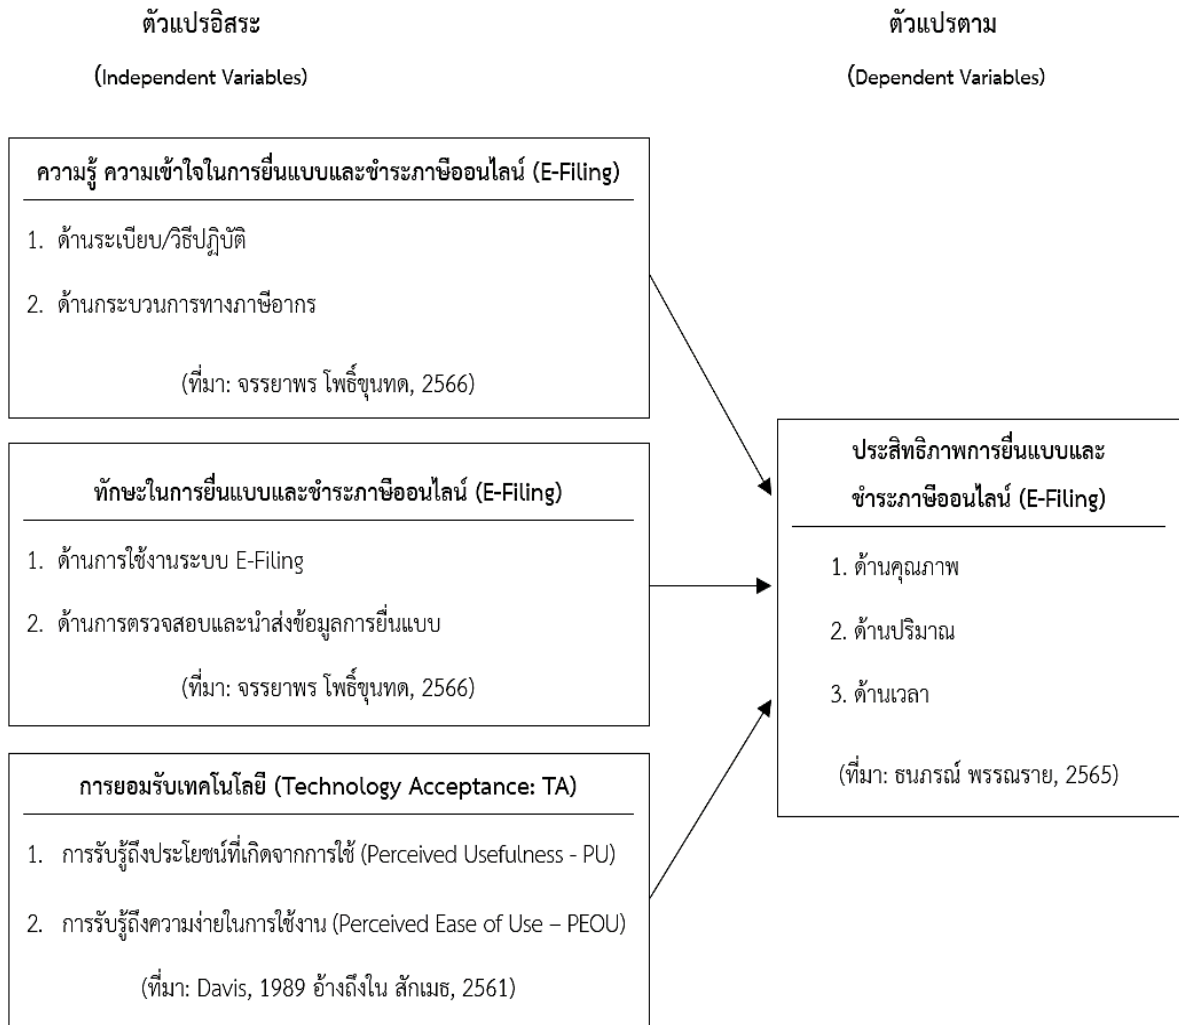 ตัวแปรอิสระ
(Independent Variables)
ตัวแปรตาม
(Dependent Variables)
ความรู้ ความเข้าใจในการยื่นแบบและชำระภาษีออนไลน์ (E-Filing)
1. ด้านระเบียบ/วิธีปฏิบัติ
2. ด้านกระบวนการทางภาษีอากร
(ที่มา: จรรยาพร โพธิ์ขุนทด, 2566)
ทักษะในการยื่นแบบและชำระภาษีออนไลน์ (E-Filing)
1. ด้านการใช้งานระบบ E-Filing
2. ด้านการตรวจสอบและนำส่งข้อมูลการยื่นแบบ
(ที่มา: จรรยาพร โพธิ์ขุนทด, 2566)
การยอมรับเทคโนโลยี (Technology Acceptance: TA)
1. การรับรู้ถึงประโยชน์ที่เกิดจากการใช้ (Perceived Usefulness - PU)
2. การรับรู้ถึงความง่ายในการใช้งาน (Perceived Ease of Use – PEOU)
(ที่มา: Davis, 1989 อ้างถึงใน สักเมธ, 2561)
ประสิทธิภาพการยื่นแบบและ
ชำระภาษีออนไลน์ (E-Filing)
1. ด้านคุณภาพ
2. ด้านปริมาณ
3. ด้านเวลา
(ที่มา: ธนภรณ์ พรรณราย, 2565)